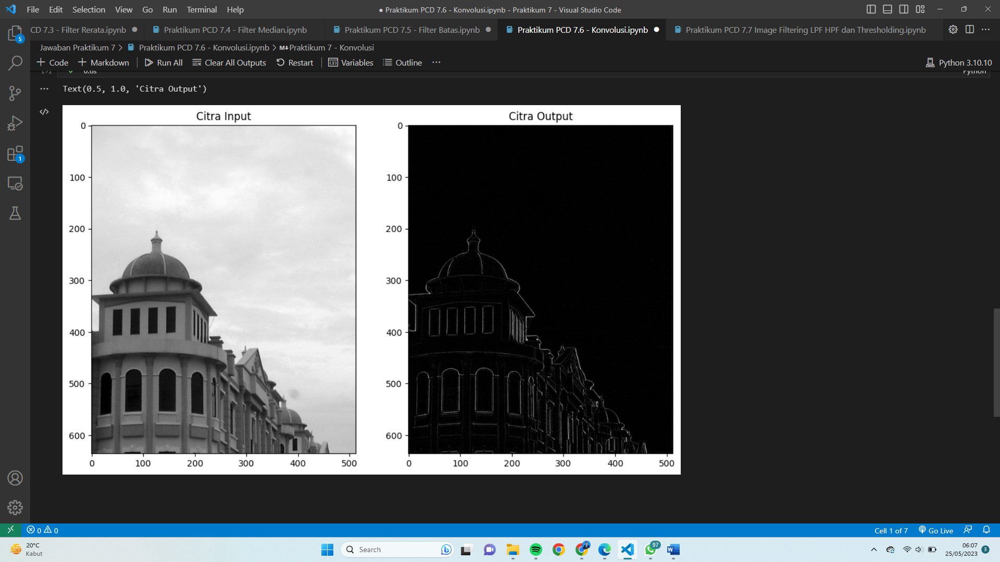 File Edit Selection View Go Run Terminal Help
● Praktikum PCD 7.6 - Konvolusi.ipynb - Praktikum 7 - Visual Studio Code
CD 7.3 - Filter Rerata.ipynb
Praktikum PCD 7.4 - Filter Median.ipynb
Praktikum PCD 7.5 - Filter Batas.ipynb
Praktikum PCD 7.6 - Konvolusi.ipynb
Praktikum PCD 7.7 Image Filtering LPF HPF dan Thresholding.ipynb
5
Jawaban Praktikum 7 > Praktikum PCD 7.6 - Konvolusi.ipynb > M↓ Praktikum 7 - Konvolusi
+ Code + Markdown Run All Clear All Outputs Restart Variables Outline ···
Python 3.10.10
0.6s
Python
Text(0.5, 1.0, 'Citra Output')
Citra Input
0
100
200
300
400
500
600
0 100 200 300 400 500
Citra Output
0
100
200
300
400
500
600
0 100 200 300 400 500
1
0 0
Cell 1 of 7 Go Live
20°C
Kabut
Search
97
06:07
25/05/2023
3